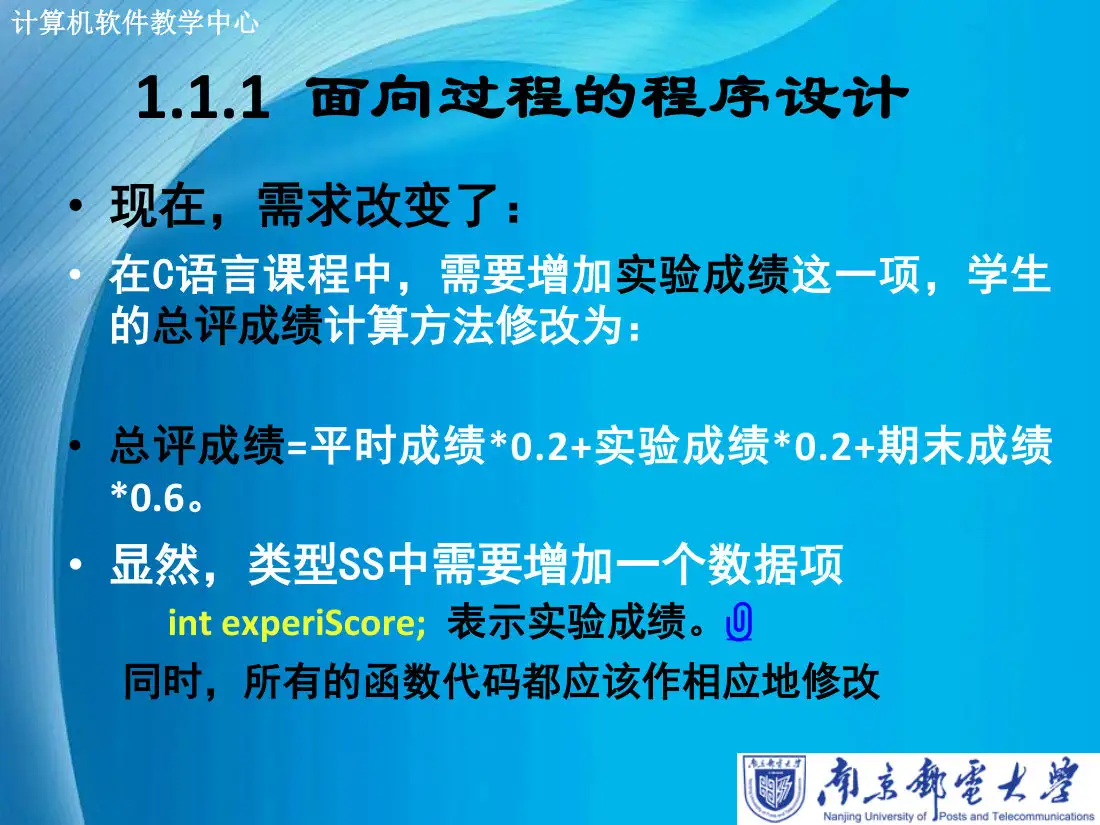 计算机软件教学中心
1.1.1 面向过程的程序设计
• 现在，需求改变了：
• 在C语言课程中，需要增加实验成绩这一项，学生
的总评成绩计算方法修改为：
• 总评成绩=平时成绩*0.2+实验成绩*0.2+期末成绩
*0.6。
• 显然，类型SS中需要增加一个数据项
int experiScore; 表示实验成绩。
同时，所有的函数代码都应该作相应地修改
南京郵電大學
Nanjing University of Posts and Telecommunications